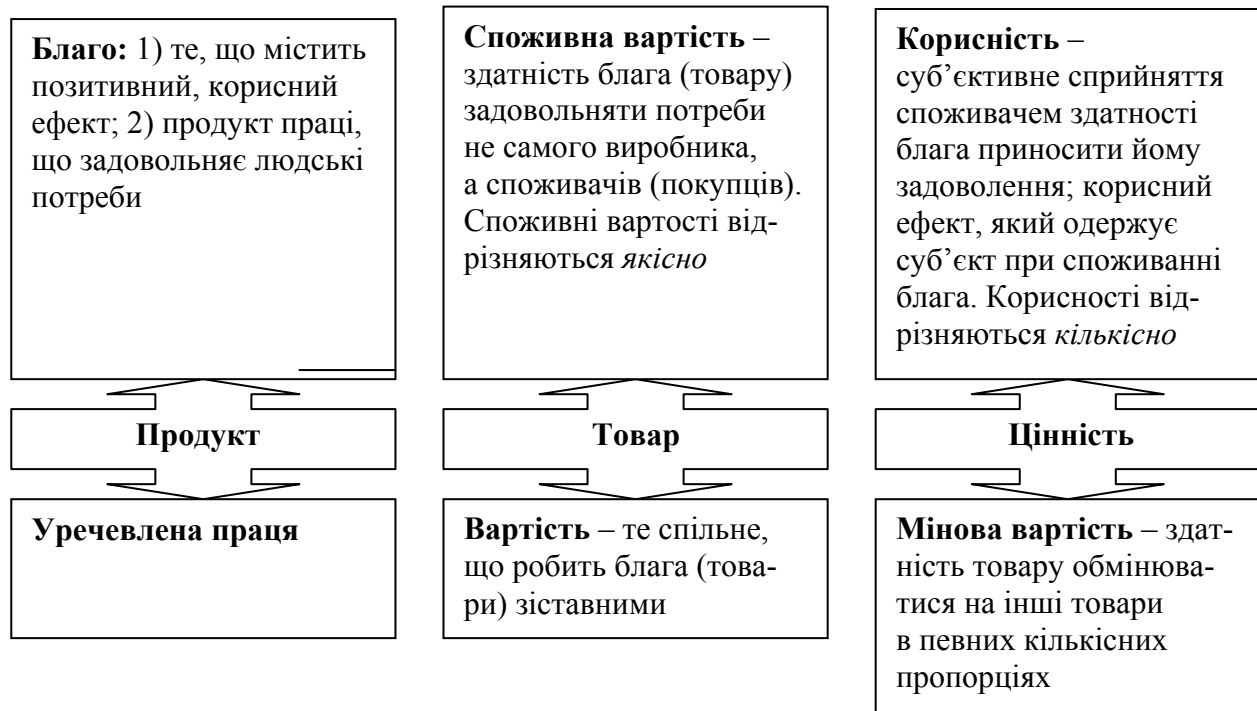 Благо: 1) те, що містить
позитивний, корисний
ефект; 2) продукт праці,
що задовольняє людські
потреби
Споживна вартість –
здатність блага (товару)
задовольняти потреби
не самого виробника,
а споживачів (покупців).
Споживні вартості від-
різняються якісно
Корисність –
суб’єктивне сприйняття
споживачем здатності
блага приносити йому
задоволення; корисний
ефект, який одержує
суб’єкт при споживанні
блага. Корисності від-
різняються кількісно
Продукт
Товар
Цінність
Уречевлена праця
Вартість – те спільне,
що робить блага (това-
ри) зіставними
Мінова вартість – здат-
ність товару обмінюва-
тися на інші товари
в певних кількісних
пропорціях